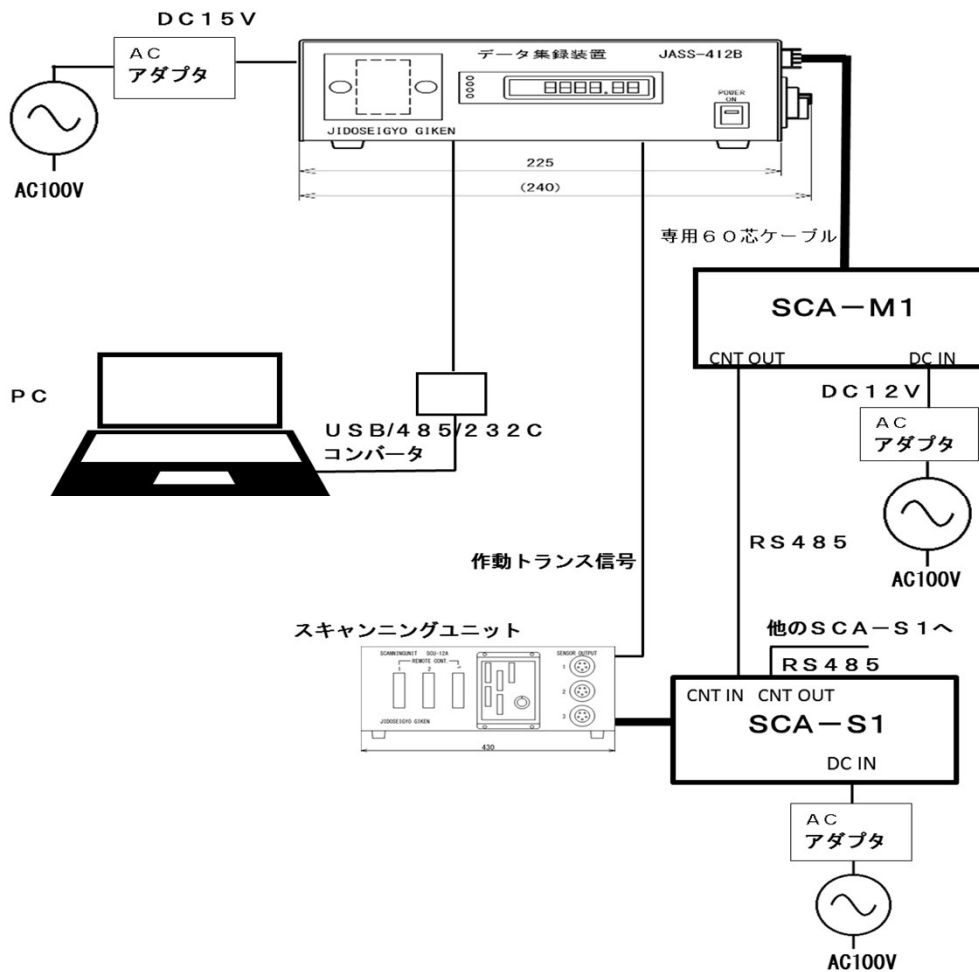 ＤＣ１５Ｖ
ＡＣ
アダプタ
AC100V
データ集録装置 JASS-412B
8888.88
POWER
ON
JIDOSEIGYO GIKEN
225
(240)
専用６０芯ケーブル
ＳＣＡ－Ｍ１
CNT OUT DC IN
ＤＣ１２Ｖ
ＡＣ
アダプタ
AC100V
ＰＣ
ＵＳＢ/４８５/２３２Ｃ
コンバータ
ＲＳ４８５
作動トランス信号
スキャンニングユニット
SCANNINGUNIT SCU-12A
REMOTE CONT.
1 2
SENSOR OUTPUT
1
2
3
JIDOSEIGYO GIKEN
430
他のＳＣＡ－Ｓ１へ
ＲＳ４８５
CNT IN CNT OUT
ＳＣＡ－Ｓ１
DC IN
ＡＣ
アダプタ
AC100V